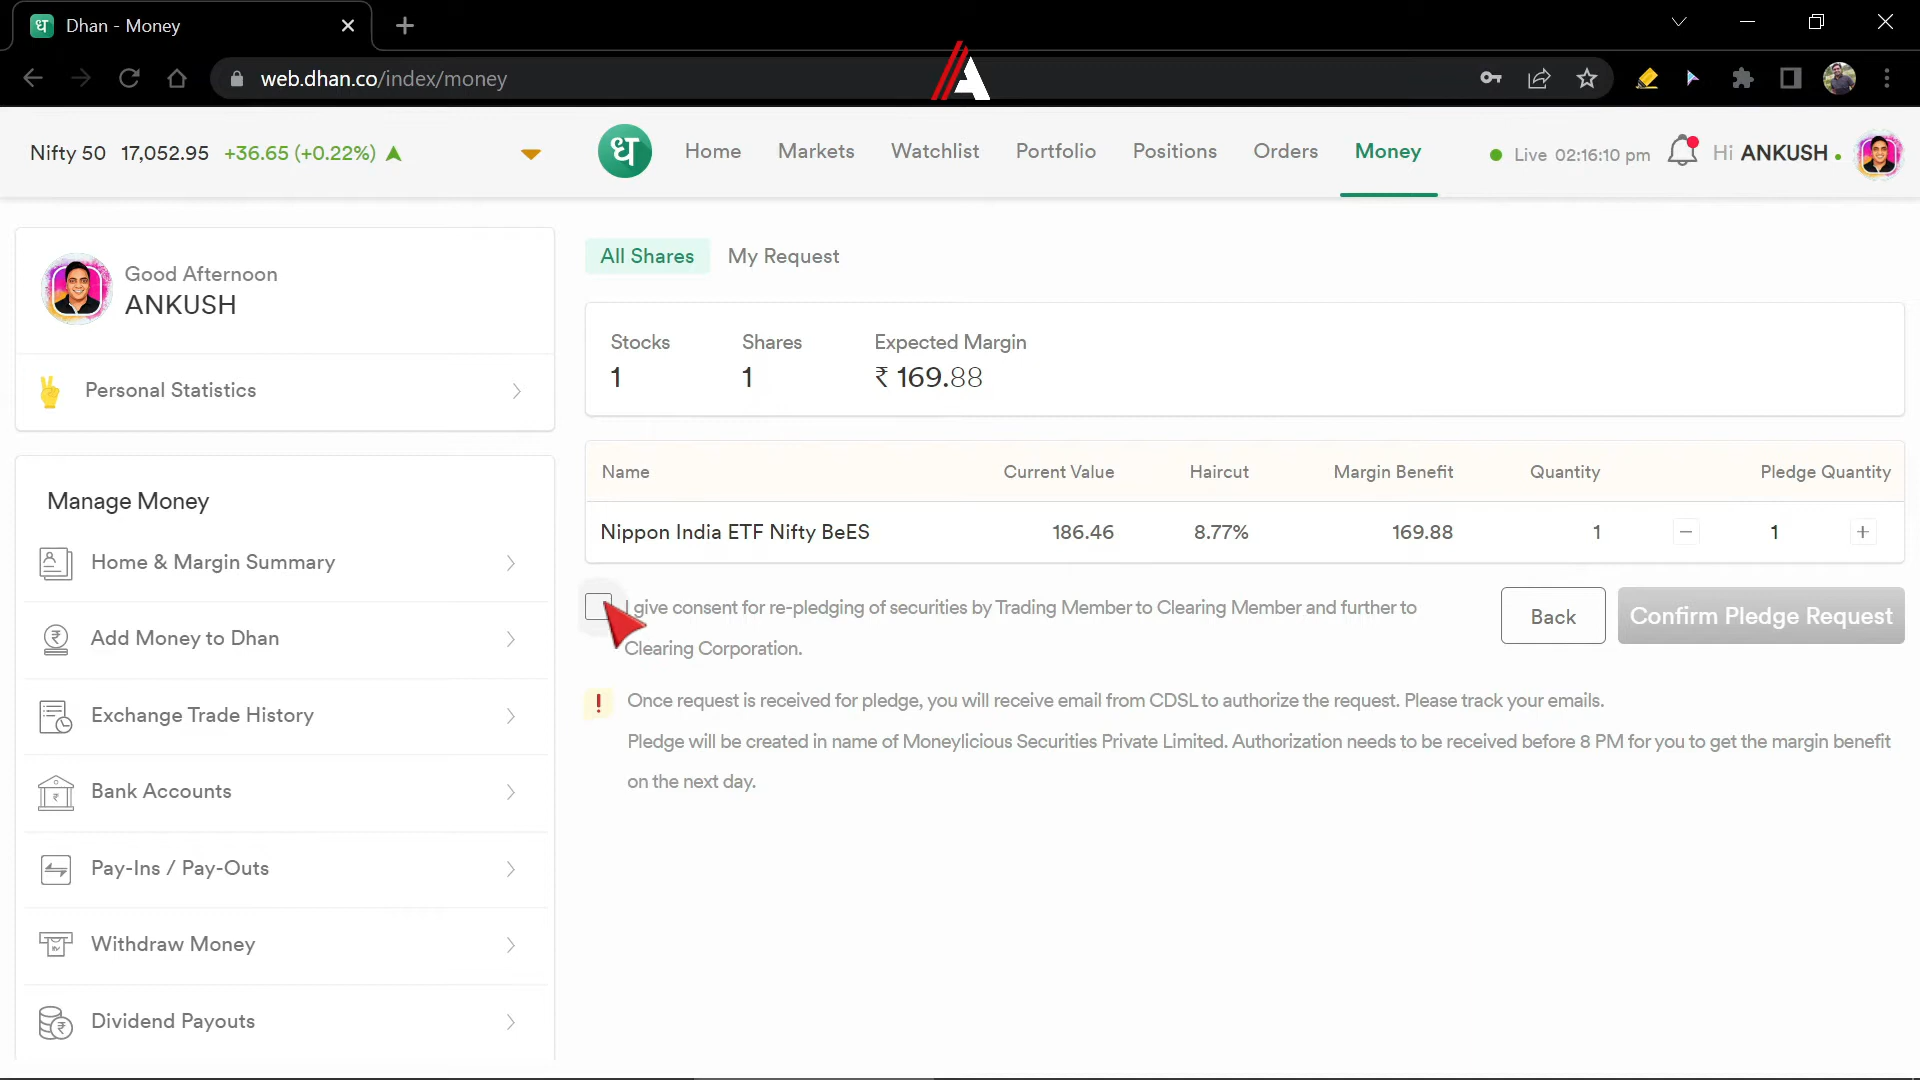 ध Dhan - Money
web.dhan.co/index/money
A
Nifty 50 17,052.95 +36.65 (+0.22%)
ध Home Markets Watchlist Portfolio Positions Orders Money
Live 02:16:10 pm Hi ANKUSH
Good Afternoon
ANKUSH
Personal Statistics
Manage Money
Home & Margin Summary
Add Money to Dhan
Exchange Trade History
Bank Accounts
Pay-Ins / Pay-Outs
Withdraw Money
Dividend Payouts
All Shares My Request
Stocks Shares Expected Margin
1 1 ₹ 169.88
Name Current Value Haircut Margin Benefit Quantity Pledge Quantity
Nippon India ETF Nifty BeES 186.46 8.77% 169.88 1 − 1 +
I give consent for re-pledging of securities by Trading Member to Clearing Member and further to
Clearing Corporation.
Back Confirm Pledge Request
! Once request is received for pledge, you will receive email from CDSL to authorize the request. Please track your emails.
Pledge will be created in name of Moneylicious Securities Private Limited. Authorization needs to be received before 8 PM for you to get the margin benefit
on the next day.